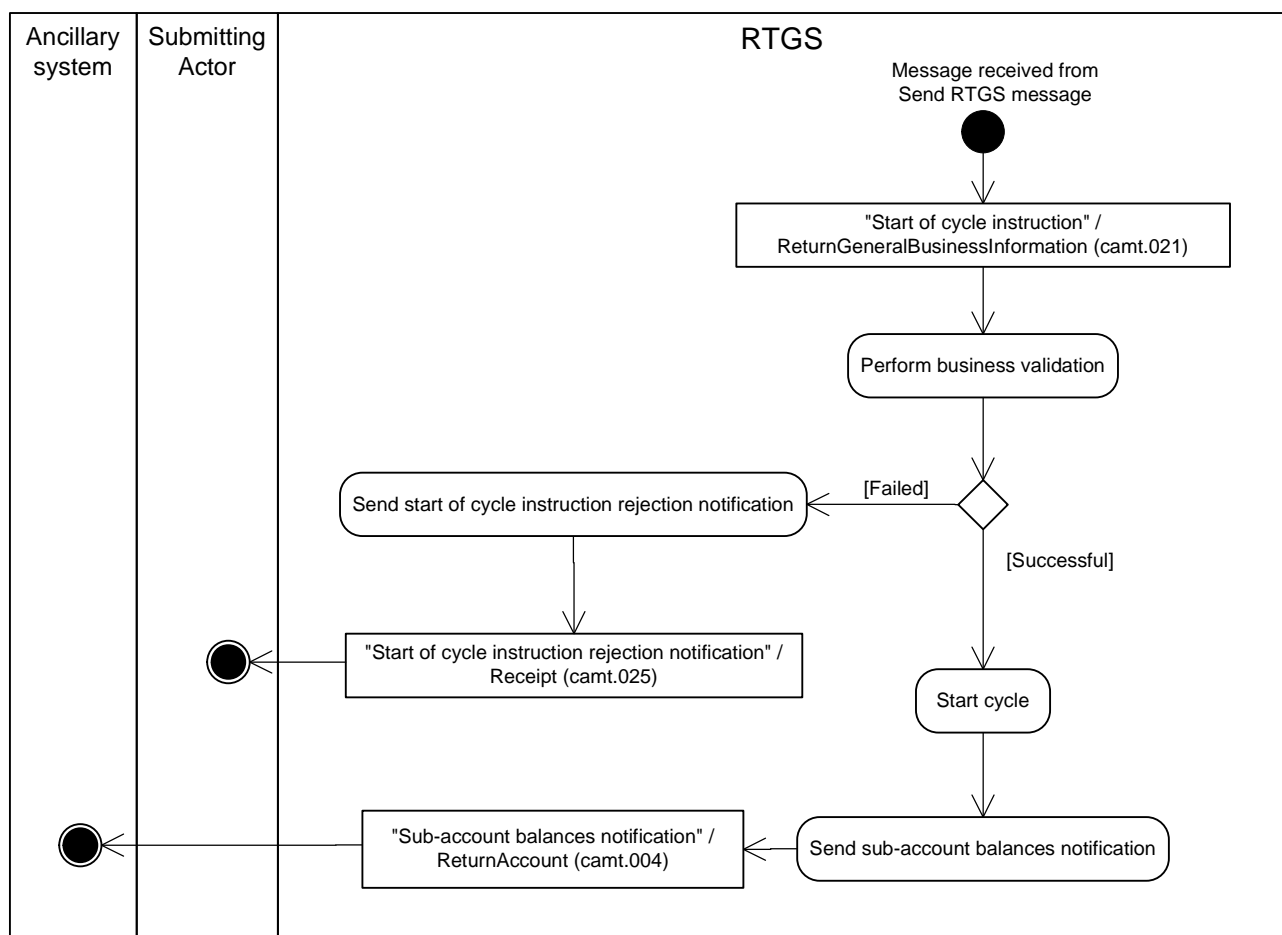 Ancillary
system
Submitting
Actor
RTGS
Message received from
Send RTGS message
"Start of cycle instruction" /
ReturnGeneralBusinessInformation (camt.021)
Perform business validation
[Failed]
Send start of cycle instruction rejection notification
[Successful]
"Start of cycle instruction rejection notification" /
Receipt (camt.025)
Start cycle
"Sub-account balances notification" /
ReturnAccount (camt.004)
Send sub-account balances notification